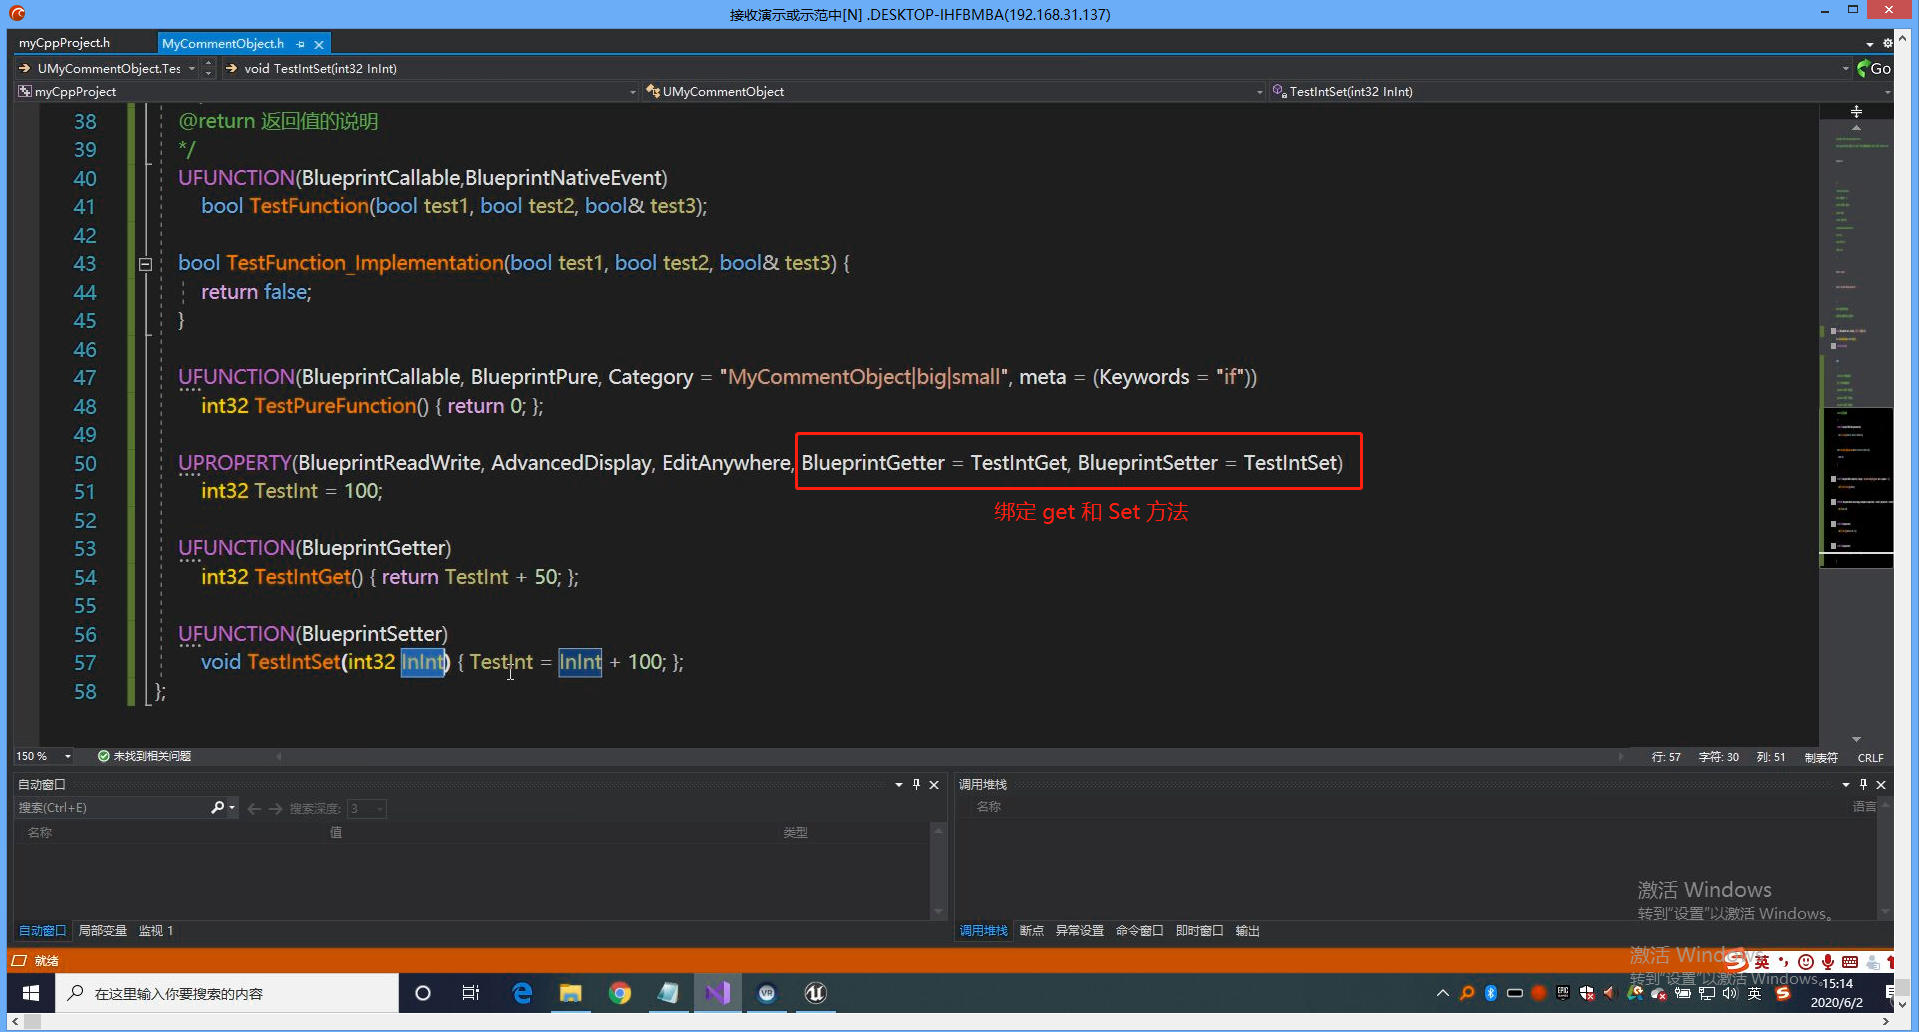 接收演示或示范中[N] .DESKTOP-IHFBMBA(192.168.31.137)
myCppProject.h
MyCommentObject.h
UMyCommentObject.Tes
void TestIntSet(int32 InInt)
Go
myCppProject
UMyCommentObject
TestIntSet(int32 InInt)
38 @return 返回值的说明
39 */
40 UFUNCTION(BlueprintCallable,BlueprintNativeEvent)
41 bool TestFunction(bool test1, bool test2, bool& test3);
42
43 bool TestFunction_Implementation(bool test1, bool test2, bool& test3) {
44 return false;
45 }
46
47 UFUNCTION(BlueprintCallable, BlueprintPure, Category = "MyCommentObject|big|small", meta = (Keywords = "if"))
48 int32 TestPureFunction() { return 0; };
49
50 UPROPERTY(BlueprintReadWrite, AdvancedDisplay, EditAnywhere, BlueprintGetter = TestIntGet, BlueprintSetter = TestIntSet)
51 int32 TestInt = 100;
绑定 get 和 Set 方法
52
53 UFUNCTION(BlueprintGetter)
54 int32 TestIntGet() { return TestInt + 50; };
55
56 UFUNCTION(BlueprintSetter)
57 void TestIntSet(int32 InInt) { TestInt = InInt + 100; };
58 };
150 %
未找到相关问题
行: 57 字符: 30 列: 51 制表符 CRLF
自动窗口
搜索(Ctrl+E)
搜索深度: 3
名称 值 类型
调用堆栈
名称 语言
自动窗口 局部变量 监视 1
调用堆栈 断点 异常设置 命令窗口 即时窗口 输出
激活 Windows
转到"设置"以激活 Windows。
就绪
激活 Windows
转到"设置"以激活 Windows。
英
在这里输入你要搜索的内容
英
15:14
2020/6/2